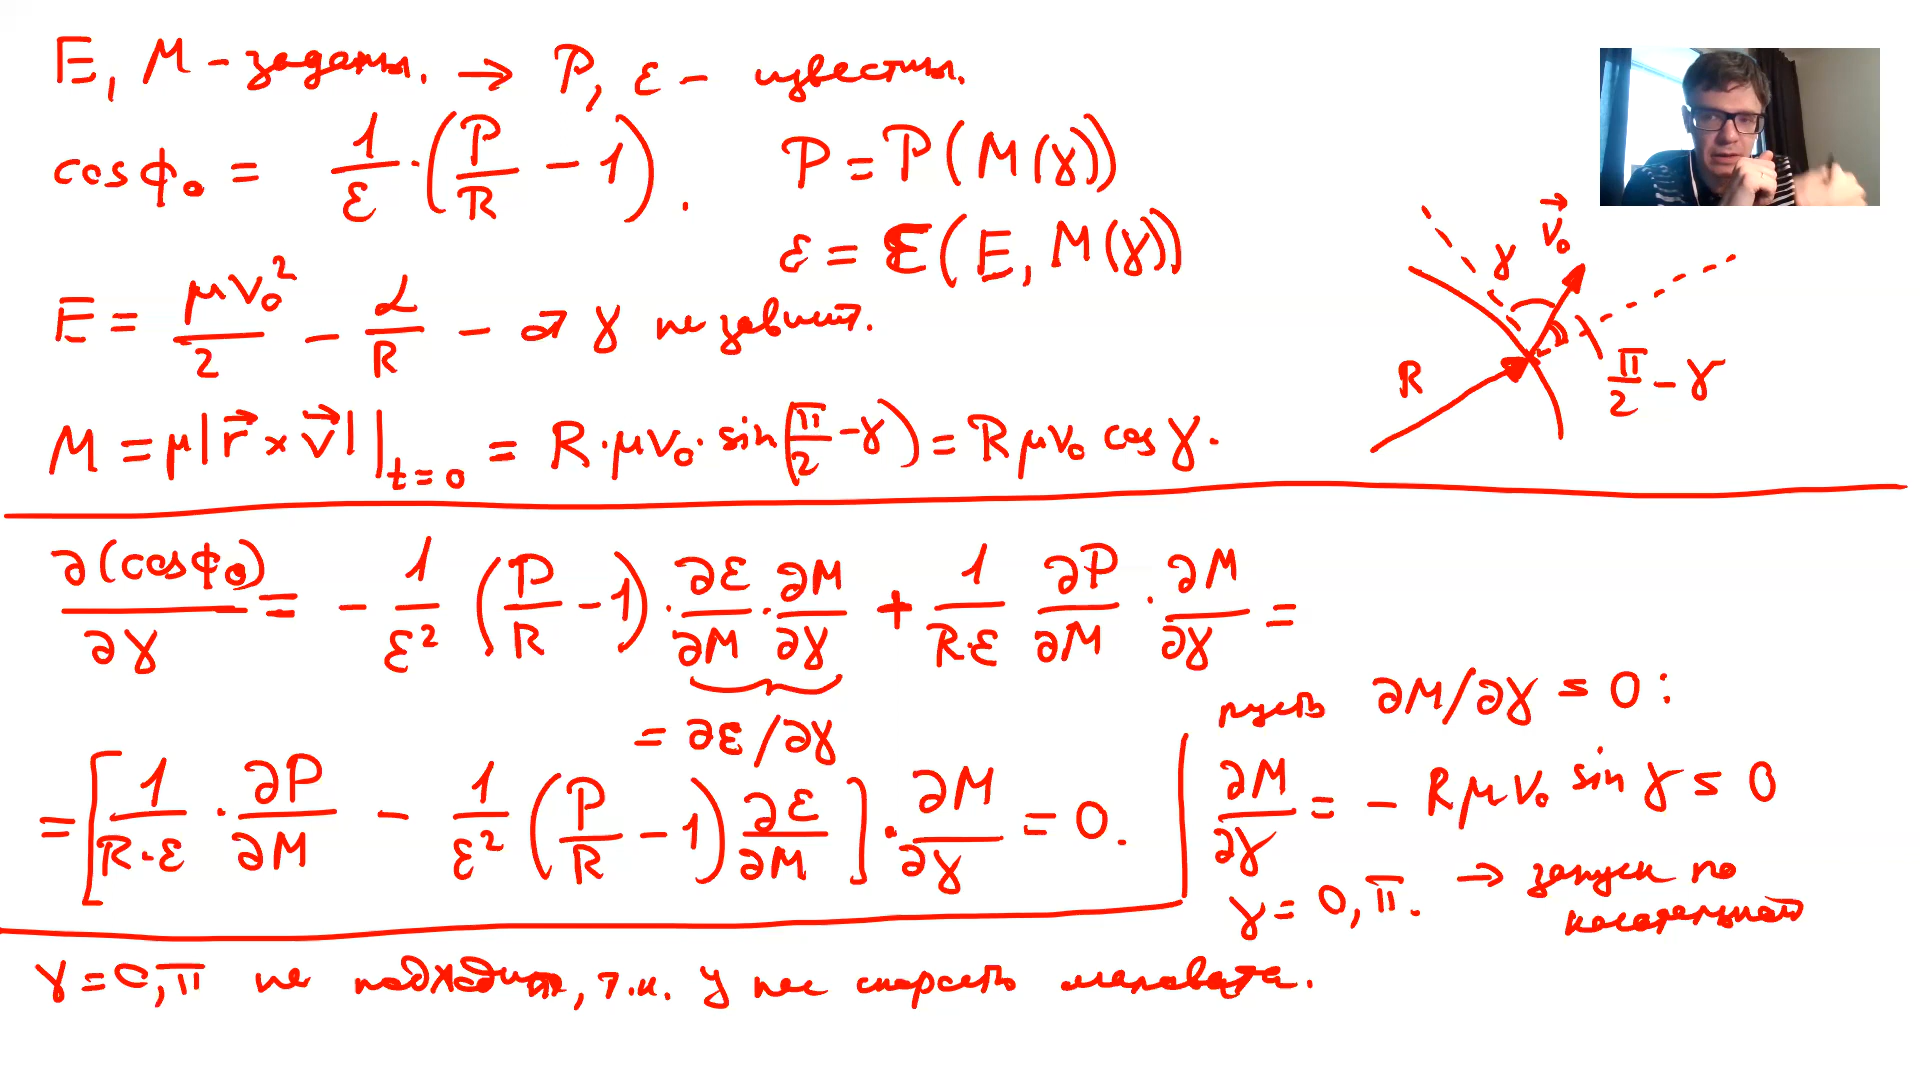 E, M - заданы. → P, ε - известны.
cos φ₀ = 1/ε · (P/R - 1). P = P(M(γ))
ε = ε(E, M(γ))
E = μv₀²/2 - α/R - от γ не зависит.
M = μ|r⃗ × v⃗| |t=0 = R·μv₀·sin(π/2 - γ) = Rμv₀ cos γ.
γ v⃗₀
R π/2 - γ
∂(cos φ₀)/∂γ = - 1/ε² (P/R - 1) · ∂ε/∂M · ∂M/∂γ + 1/(R·ε) ∂P/∂M · ∂M/∂γ =
= ∂ε/∂γ
= [1/(R·ε) · ∂P/∂M - 1/ε² (P/R - 1) ∂ε/∂M] · ∂M/∂γ = 0.
пусть ∂M/∂γ = 0:
∂M/∂γ = - Rμv₀ sin γ = 0
γ = 0, π. → запуск по
касательной
γ = 0, π не подходит, т.к. у нас скорость маловата.